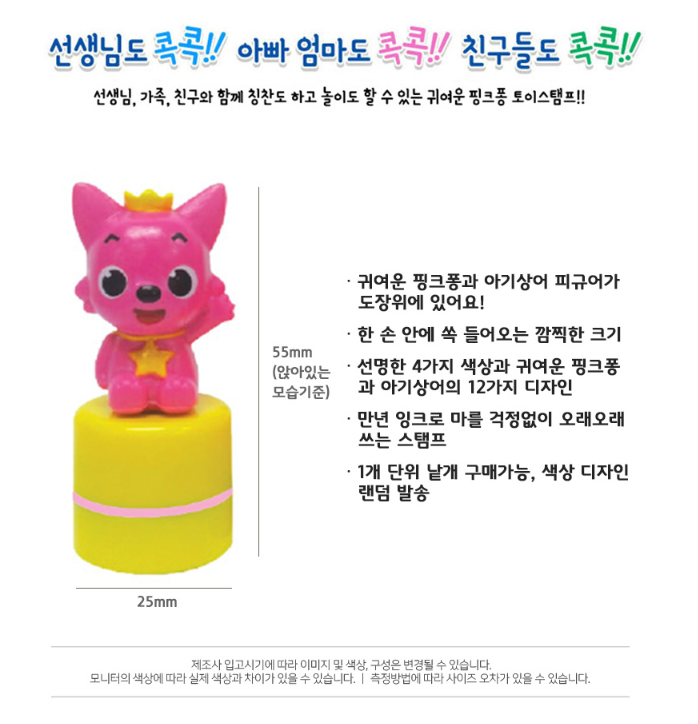 선생님도 콕콕!! 아빠 엄마도 콕콕!! 친구들도 콕콕!!
선생님, 가족, 친구와 함께 칭찬도 하고 놀이도 할 수 있는 귀여운 핑크퐁 토이스탬프!!
· 귀여운 핑크퐁과 아기상어 피규어가
도장위에 있어요!
· 한 손 안에 쏙 들어오는 깜찍한 크기
· 선명한 4가지 색상과 귀여운 핑크퐁
과 아기상어의 12가지 디자인
· 만년 잉크로 마를 걱정없이 오래오래
쓰는 스탬프
· 1개 단위 낱개 구매가능, 색상 디자인
랜덤 발송
55mm
(앉아있는
모습기준)
25mm
제조사 입고시기에 따라 이미지 및 색상, 구성은 변경될 수 있습니다.
모니터의 색상에 따라 실제 색상과 차이가 있을 수 있습니다. ㅣ 측정방법에 따라 사이즈 오차가 있을 수 있습니다.